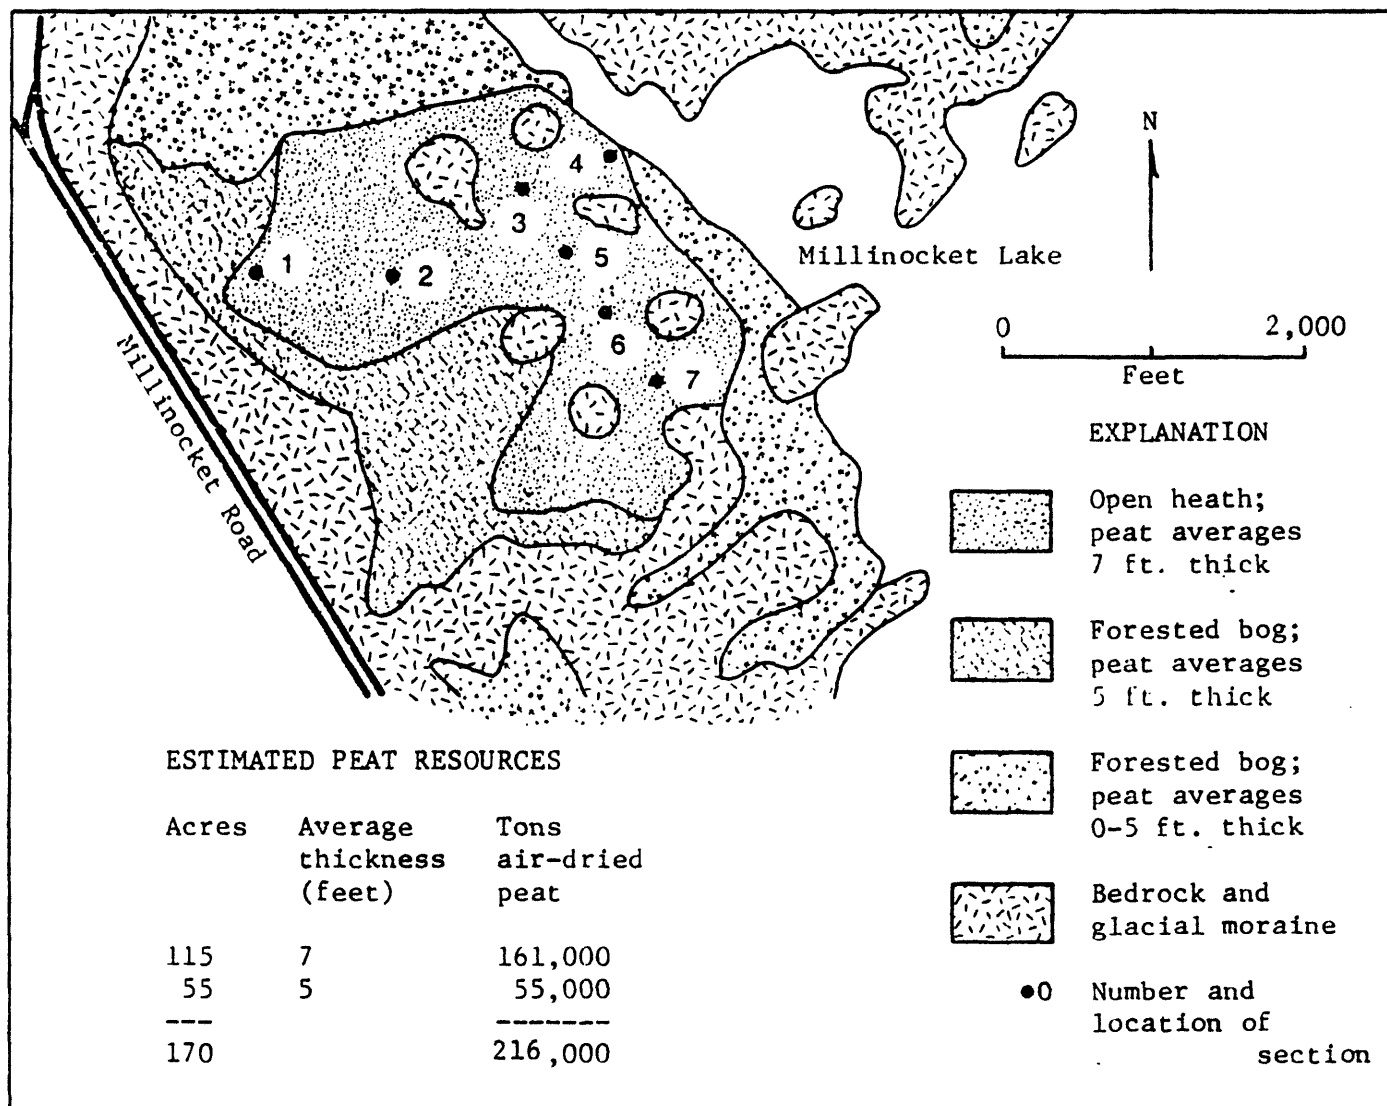 N
Millinocket Lake
1
2
3
4
5
6
7
Millinocket Road
0 2,000
Feet
EXPLANATION
Open heath;
peat averages
7 ft. thick
Forested bog;
peat averages
5 ft. thick
Forested bog;
peat averages
0-5 ft. thick
Bedrock and
glacial moraine
0 Number and
location of
section
ESTIMATED PEAT RESOURCES
Acres Average Tons
thickness air-dried
(feet) peat
115 7 161,000
55 5 55,000
--- -------
170 216,000